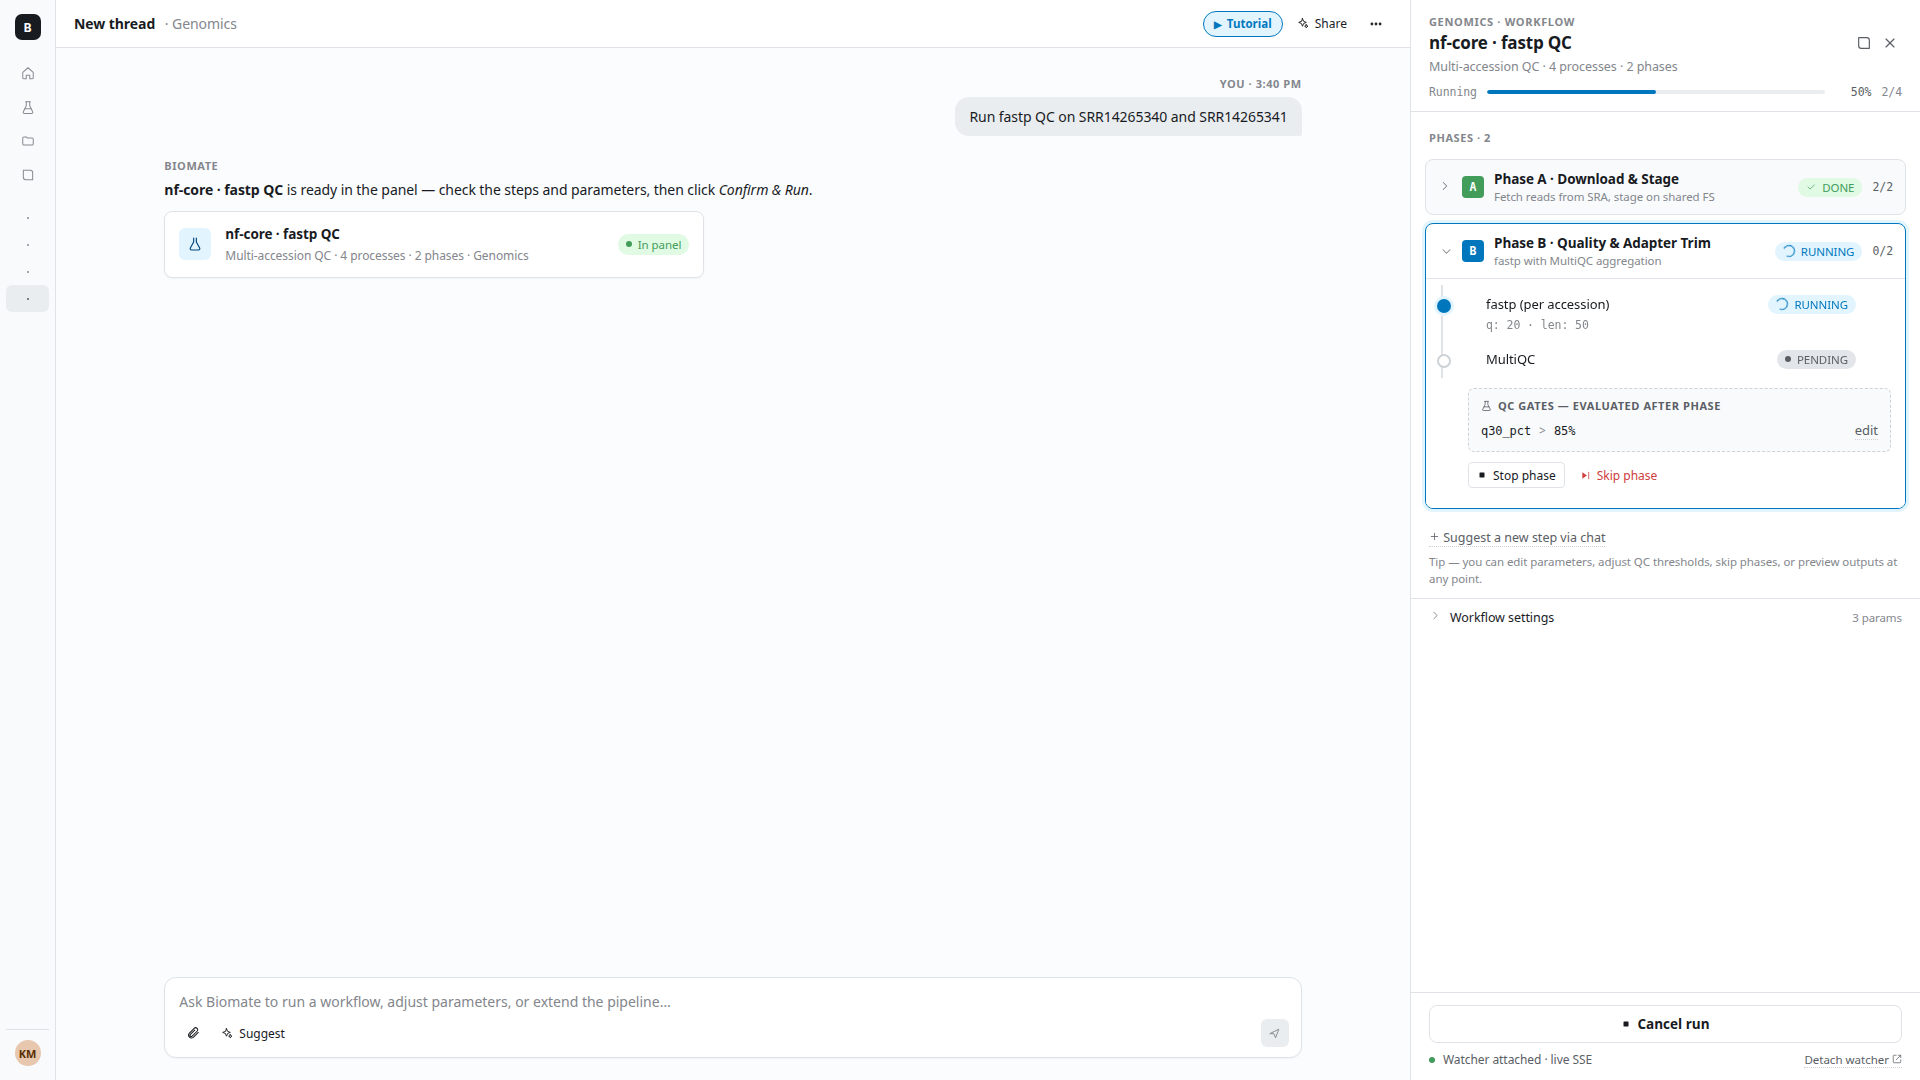 B
New thread · Genomics
▶ Tutorial
Share
YOU · 3:40 PM
Run fastp QC on SRR14265340 and SRR14265341
BIOMATE
nf-core · fastp QC is ready in the panel — check the steps and parameters, then click Confirm & Run.
nf-core · fastp QC
Multi-accession QC · 4 processes · 2 phases · Genomics
In panel
Ask Biomate to run a workflow, adjust parameters, or extend the pipeline...
Suggest
KM
GENOMICS · WORKFLOW
nf-core · fastp QC
Multi-accession QC · 4 processes · 2 phases
Running 50% 2/4
PHASES · 2
A Phase A · Download & Stage
Fetch reads from SRA, stage on shared FS
DONE 2/2
B Phase B · Quality & Adapter Trim
fastp with MultiQC aggregation
RUNNING 0/2
fastp (per accession)
RUNNING
q: 20 · len: 50
MultiQC
PENDING
QC GATES — EVALUATED AFTER PHASE
q30_pct > 85%
edit
Stop phase
Skip phase
+ Suggest a new step via chat
Tip — you can edit parameters, adjust QC thresholds, skip phases, or preview outputs at
any point.
Workflow settings
3 params
Cancel run
Watcher attached · live SSE
Detach watcher